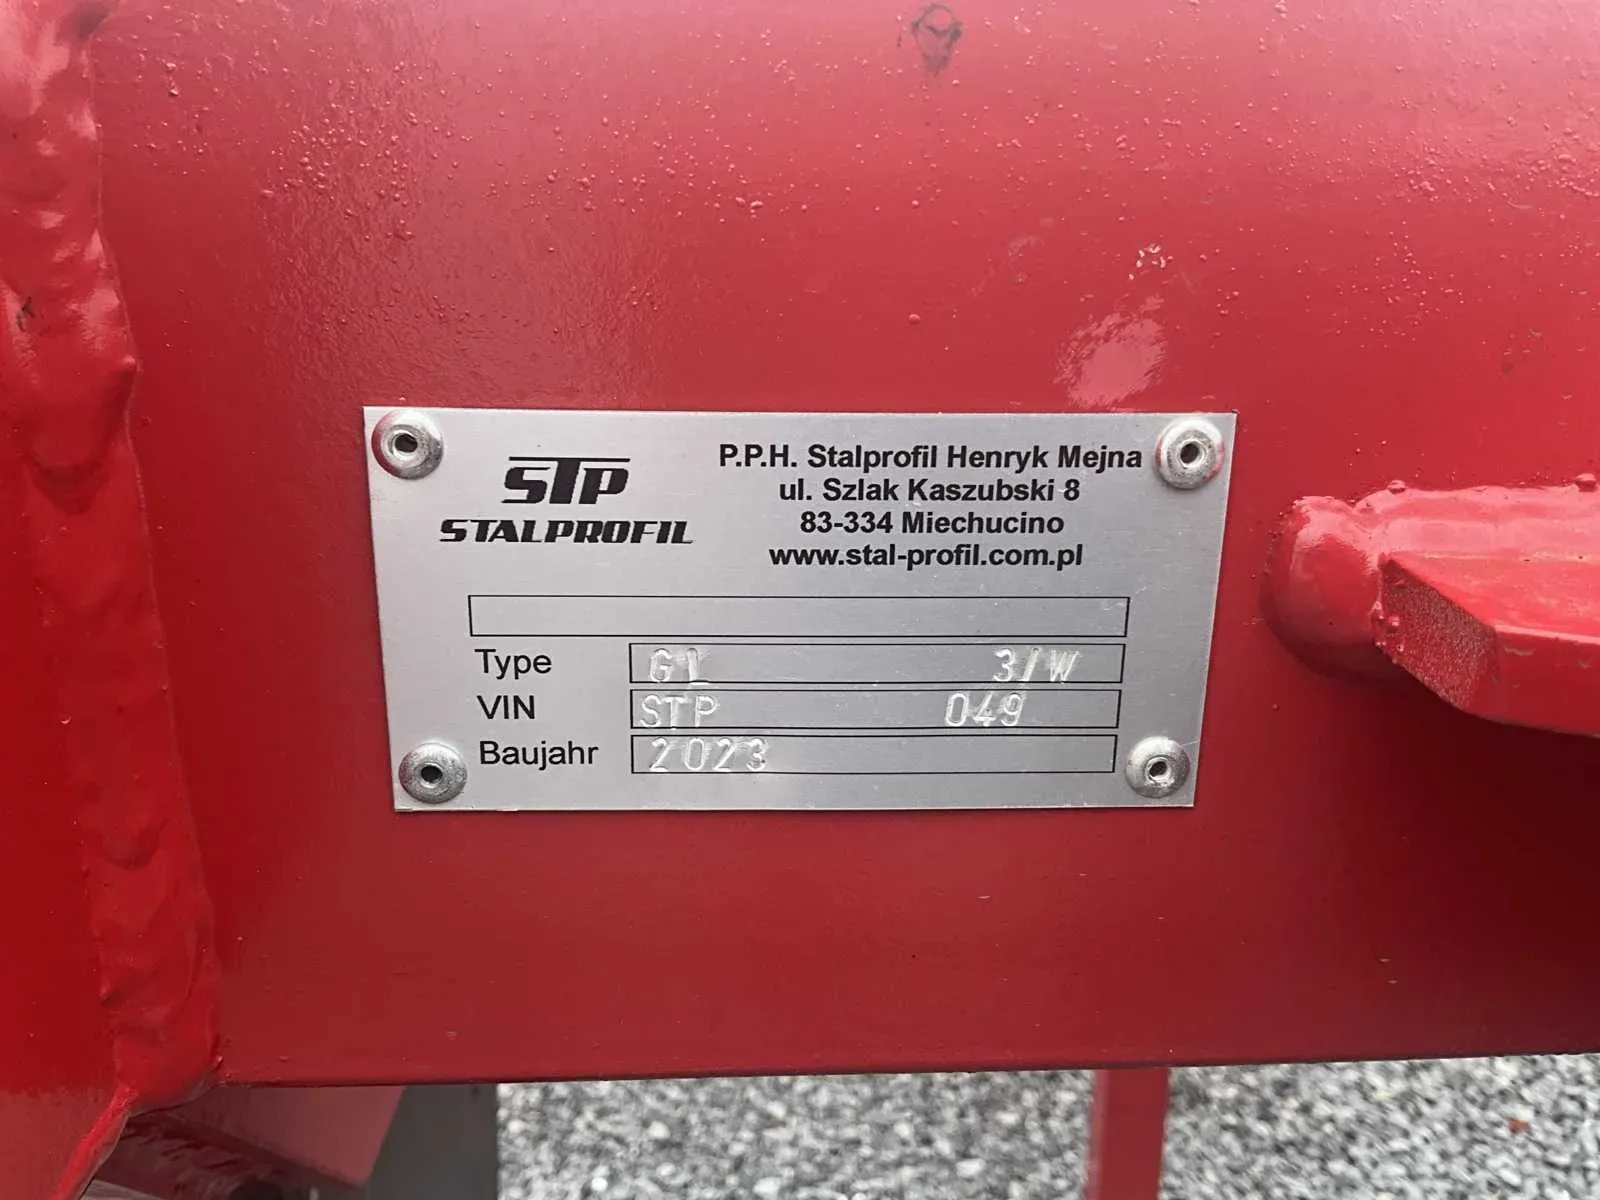 STP
STALPROFIL
P.P.H. Stalprofil Henryk Mejna
ul. Szlak Kaszubski 8
83-334 Miechucino
www.stal-profil.com.pl
Type GL 3/W
VIN STP 049
Baujahr 2023